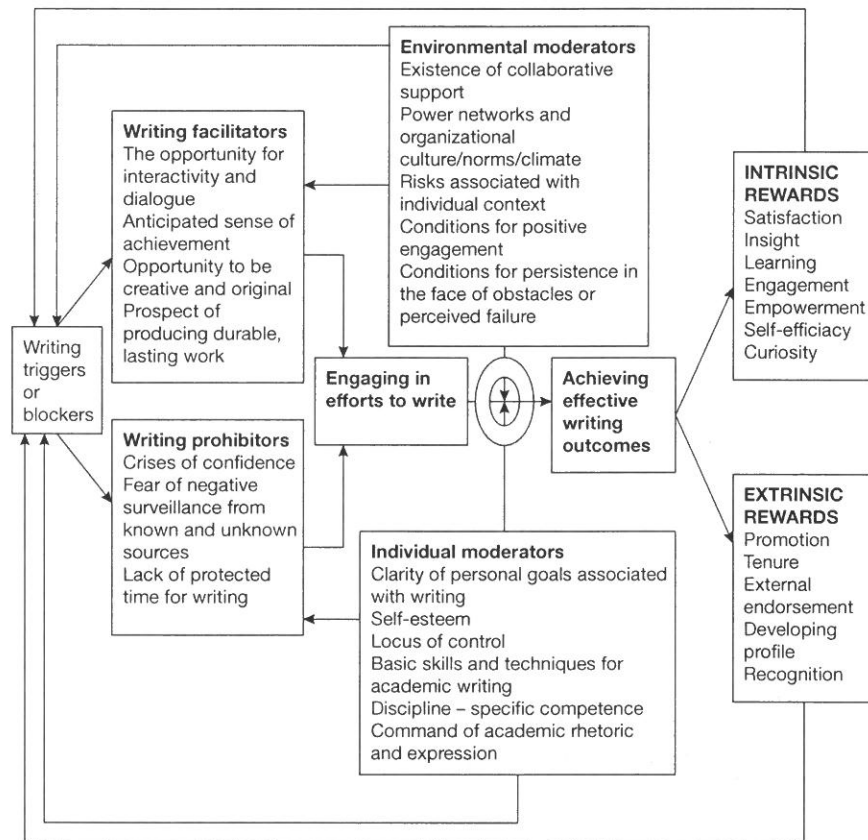 Environmental moderators
Existence of collaborative
support
Power networks and
organizational
culture/norms/climate
Risks associated with
individual context
Conditions for positive
engagement
Conditions for persistence in
the face of obstacles or
perceived failure
Writing facilitators
The opportunity for
interactivity and
dialogue
Anticipated sense of
achievement
Opportunity to be
creative and original
Prospect of
producing durable,
lasting work
Writing
triggers
or
blockers
Writing prohibitors
Crises of confidence
Fear of negative
surveillance from
known and unknown
sources
Lack of protected
time for writing
Engaging in
efforts to write
Achieving
effective
writing
outcomes
Individual moderators
Clarity of personal goals associated
with writing
Self-esteem
Locus of control
Basic skills and techniques for
academic writing
Discipline – specific competence
Command of academic rhetoric
and expression
INTRINSIC
REWARDS
Satisfaction
Insight
Learning
Engagement
Empowerment
Self-efficiacy
Curiosity
EXTRINSIC
REWARDS
Promotion
Tenure
External
endorsement
Developing
profile
Recognition